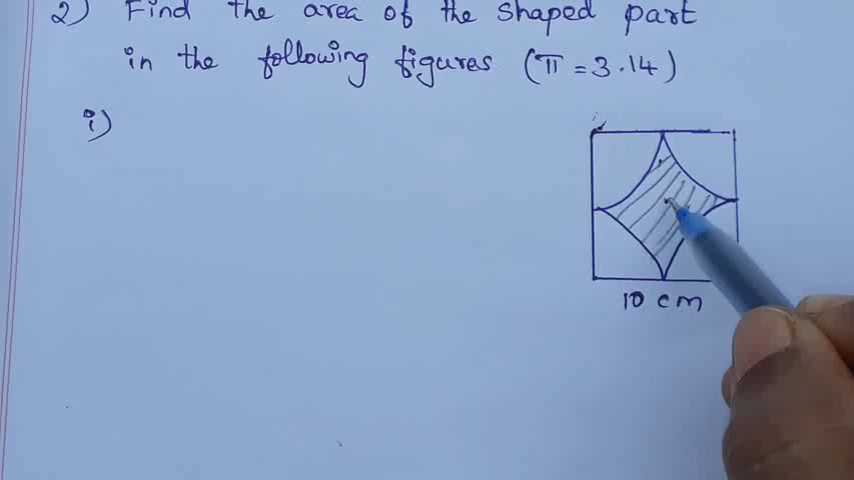 2) Find the area of the shaped part
in the following figures (π = 3.14)
i)
10 cm